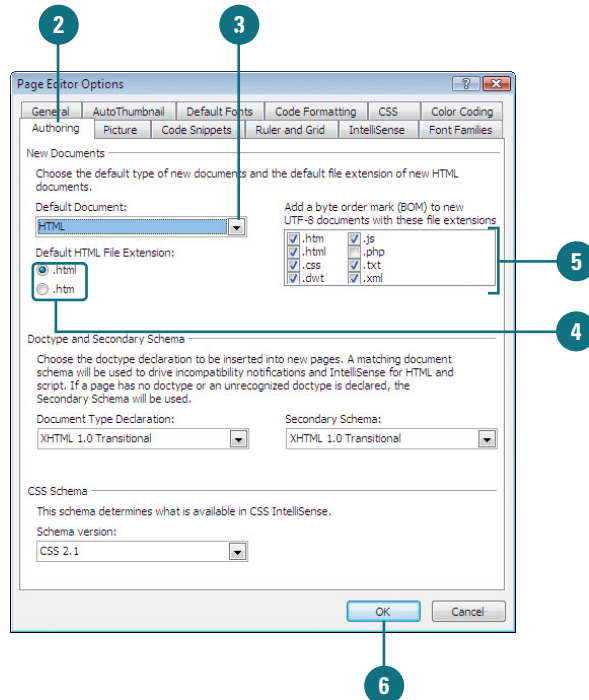 2 3
Page Editor Options
General AutoThumbnail Default Fonts Code Formatting CSS Color Coding
Authoring Picture Code Snippets Ruler and Grid IntelliSense Font Families
New Documents
Choose the default type of new documents and the default file extension of new HTML
documents.
Default Document:
HTML
Add a byte order mark (BOM) to new
UTF-8 documents with these file extensions
.htm .js
.html .php
.css .txt
.dwt .xml
5
Default HTML File Extension:
.html
.htm
4
Doctype and Secondary Schema
Choose the doctype declaration to be inserted into new pages. A matching document
schema will be used to drive incompatibility notifications and IntelliSense for HTML and
script. If a page has no doctype or an unrecognized doctype is declared, the
Secondary Schema will be used.
Document Type Declaration: Secondary Schema:
XHTML 1.0 Transitional XHTML 1.0 Transitional
CSS Schema
This schema determines what is available in CSS IntelliSense.
Schema version:
CSS 2.1
OK Cancel
6